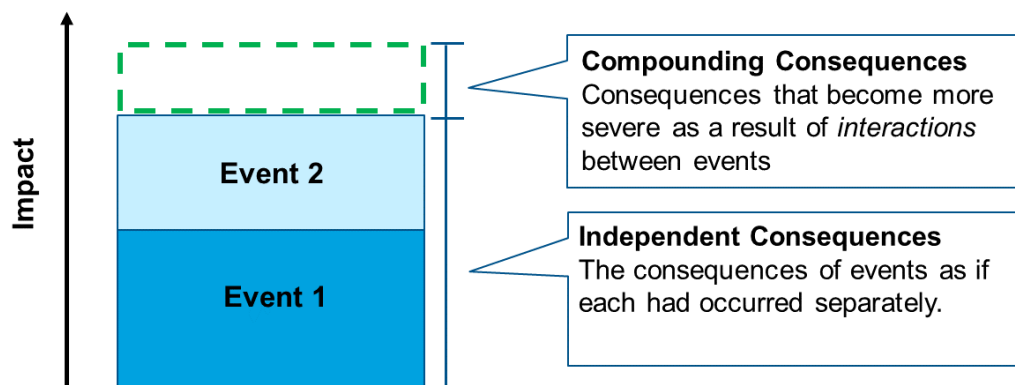 Impact
Event 2
Event 1
Compounding Consequences
Consequences that become more
severe as a result of interactions
between events
Independent Consequences
The consequences of events as if
each had occurred separately.